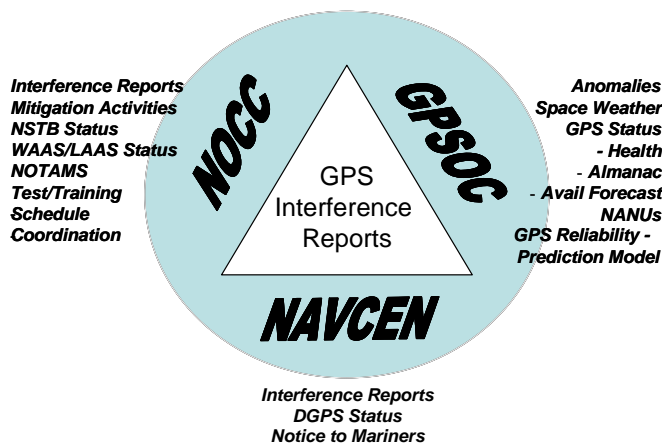 Interference Reports
Mitigation Activities
NSTB Status
WAAS/LAAS Status
NOTAMS
Test/Training
-Schedule
-Coordination
NOCC
GPS
Interference
Reports
GPSOC
Anomalies
Space Weather
GPS Status
- Health
- Almanac
- Avail Forecast
NANUs
GPS Reliability -
Prediction Model
NAVCEN
Interference Reports
DGPS Status
Notice to Mariners